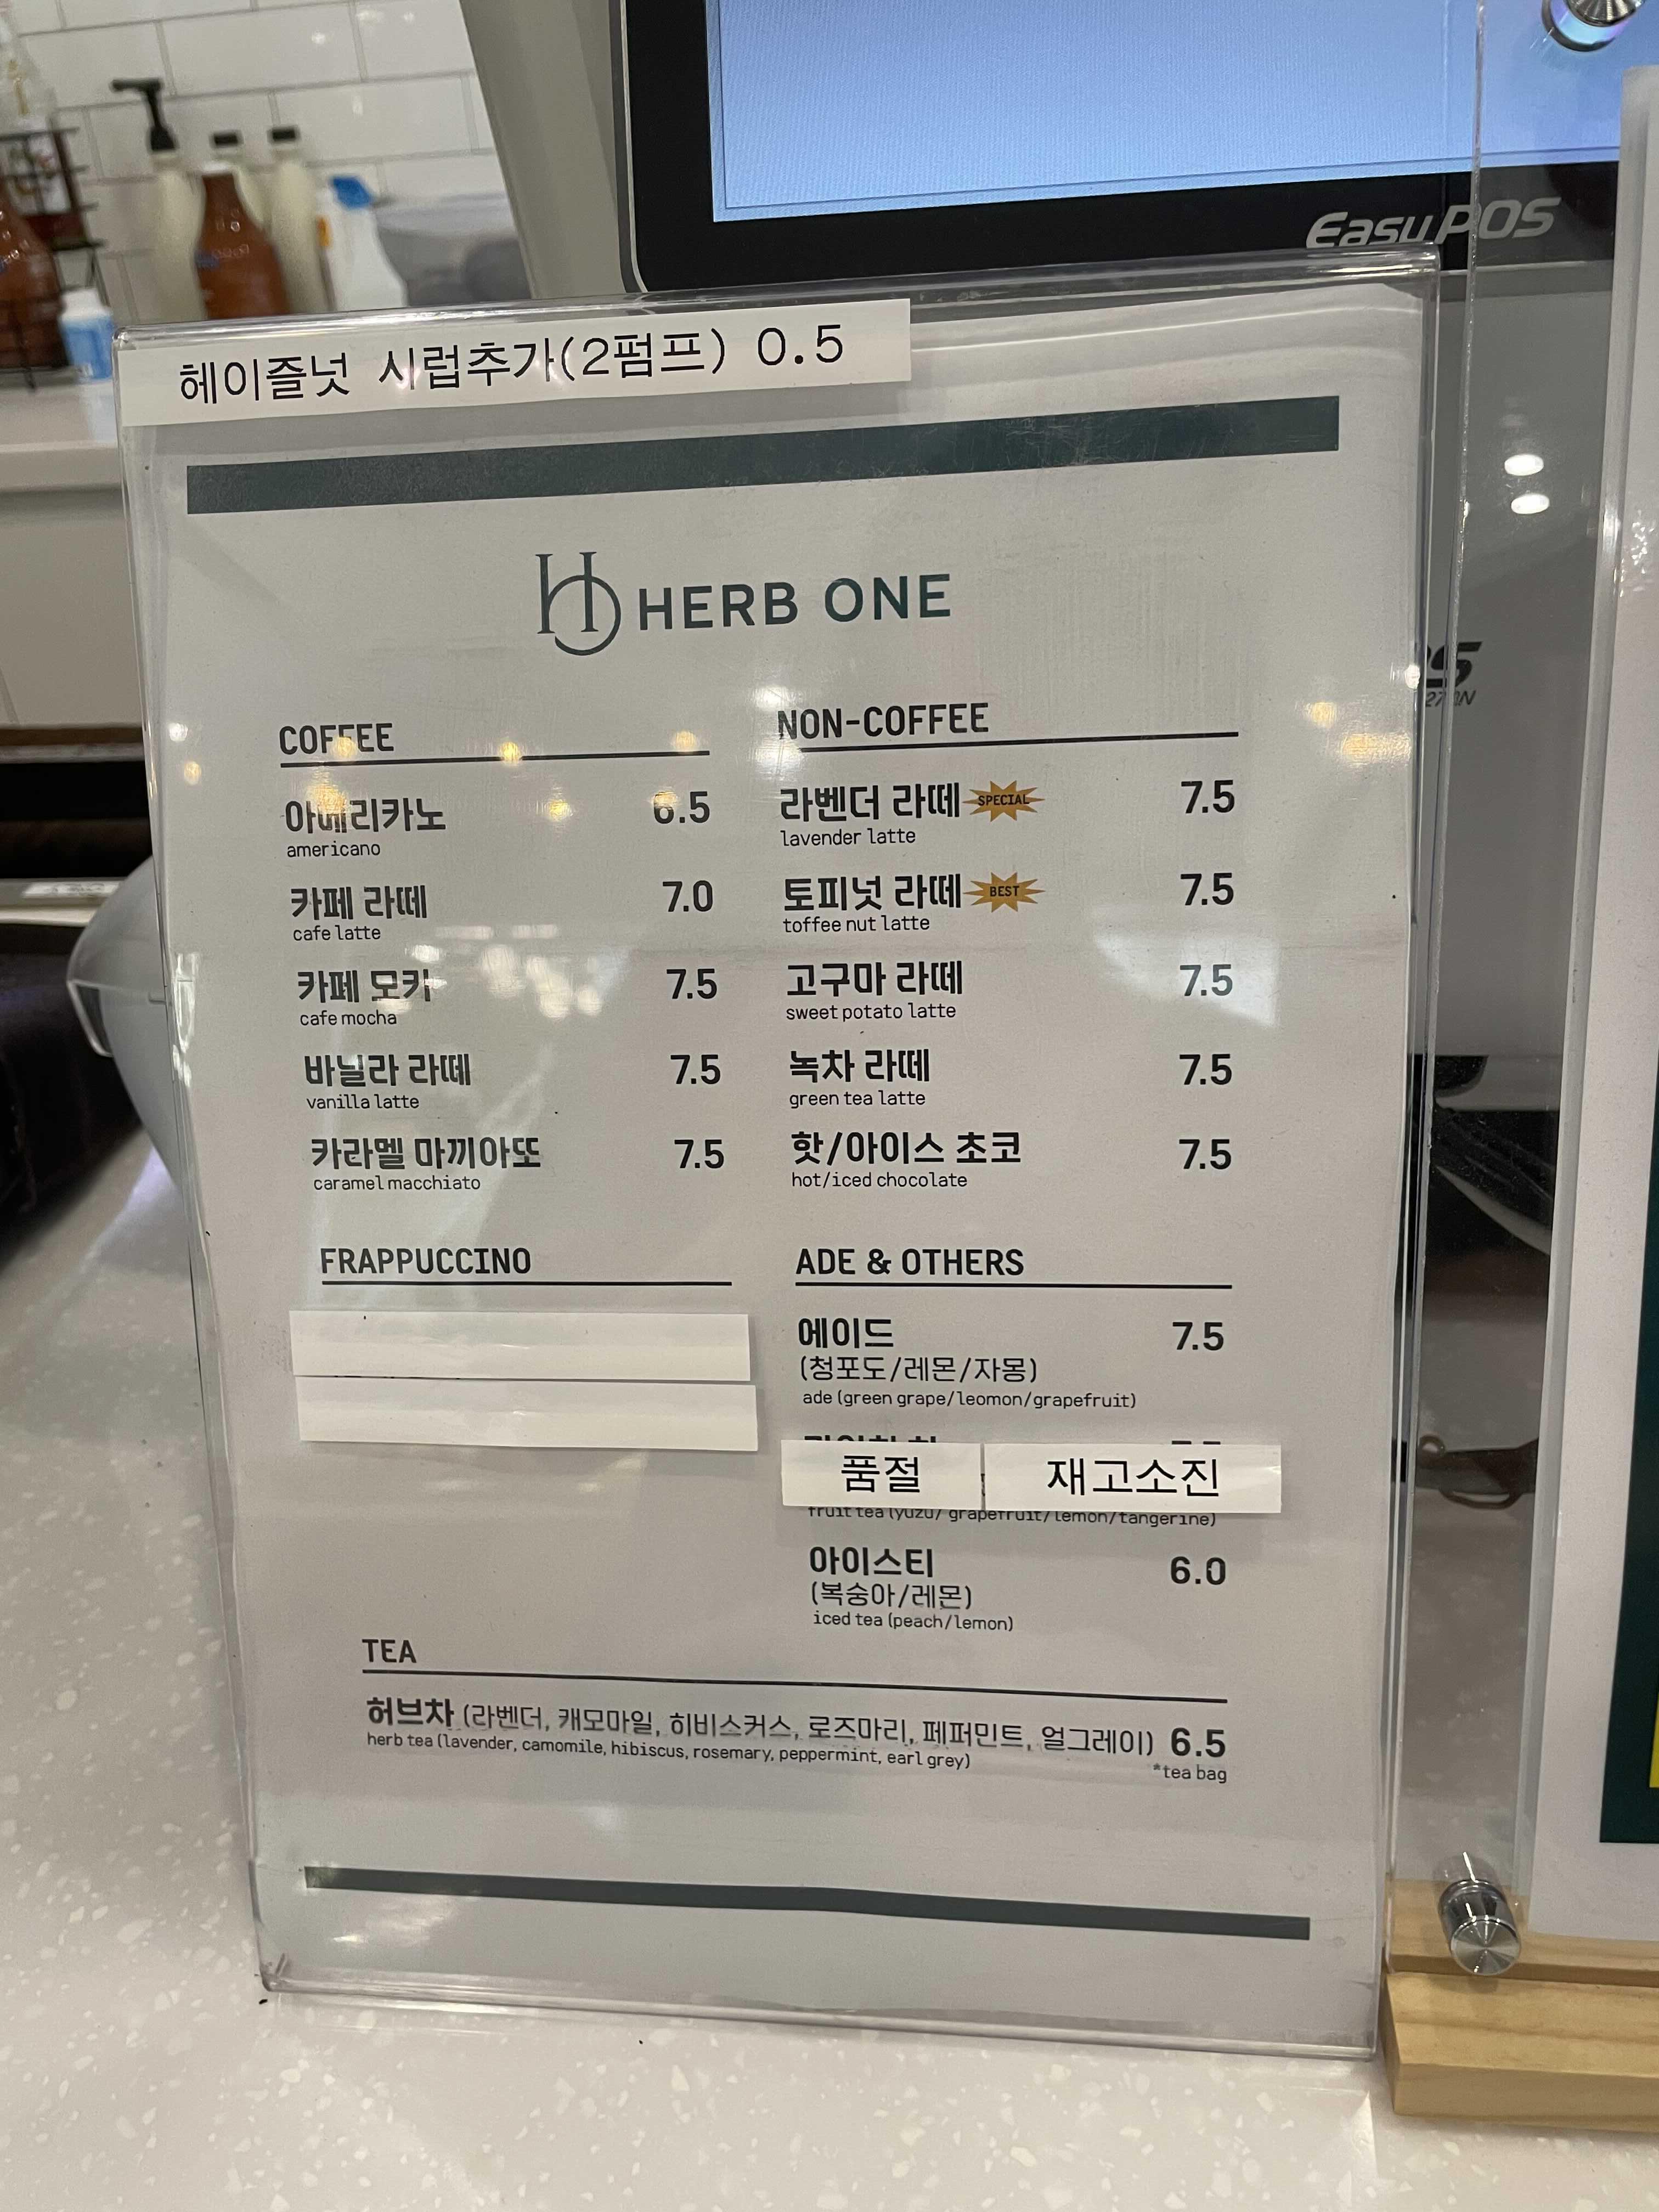 EasyPOS
헤이즐넛 시럽추가(2펌프) 0.5
HERB ONE
COFFEE
아메리카노 6.5
americano
카페 라떼 7.0
cafe latte
카페 모카 7.5
cafe mocha
바닐라 라떼 7.5
vanilla latte
카라멜 마끼아또 7.5
caramel macchiato
NON-COFFEE
라벤더 라떼 SPECIAL 7.5
lavender latte
토피넛 라떼 BEST 7.5
toffee nut latte
고구마 라떼 7.5
sweet potato latte
녹차 라떼 7.5
green tea latte
핫/아이스 초코 7.5
hot/iced chocolate
FRAPPUCCINO
ADE & OTHERS
에이드 7.5
(청포도/레몬/자몽)
ade (green grape/leomon/grapefruit)
품절 재고소진
fruit tea (yuzu/ grapefruit/lemon/tangerine)
아이스티 6.0
(복숭아/레몬)
iced tea (peach/lemon)
TEA
허브차 (라벤더, 캐모마일, 히비스커스, 로즈마리, 페퍼민트, 얼그레이) 6.5
herb tea (lavender, camomile, hibiscus, rosemary, peppermint, earl grey)
*tea bag